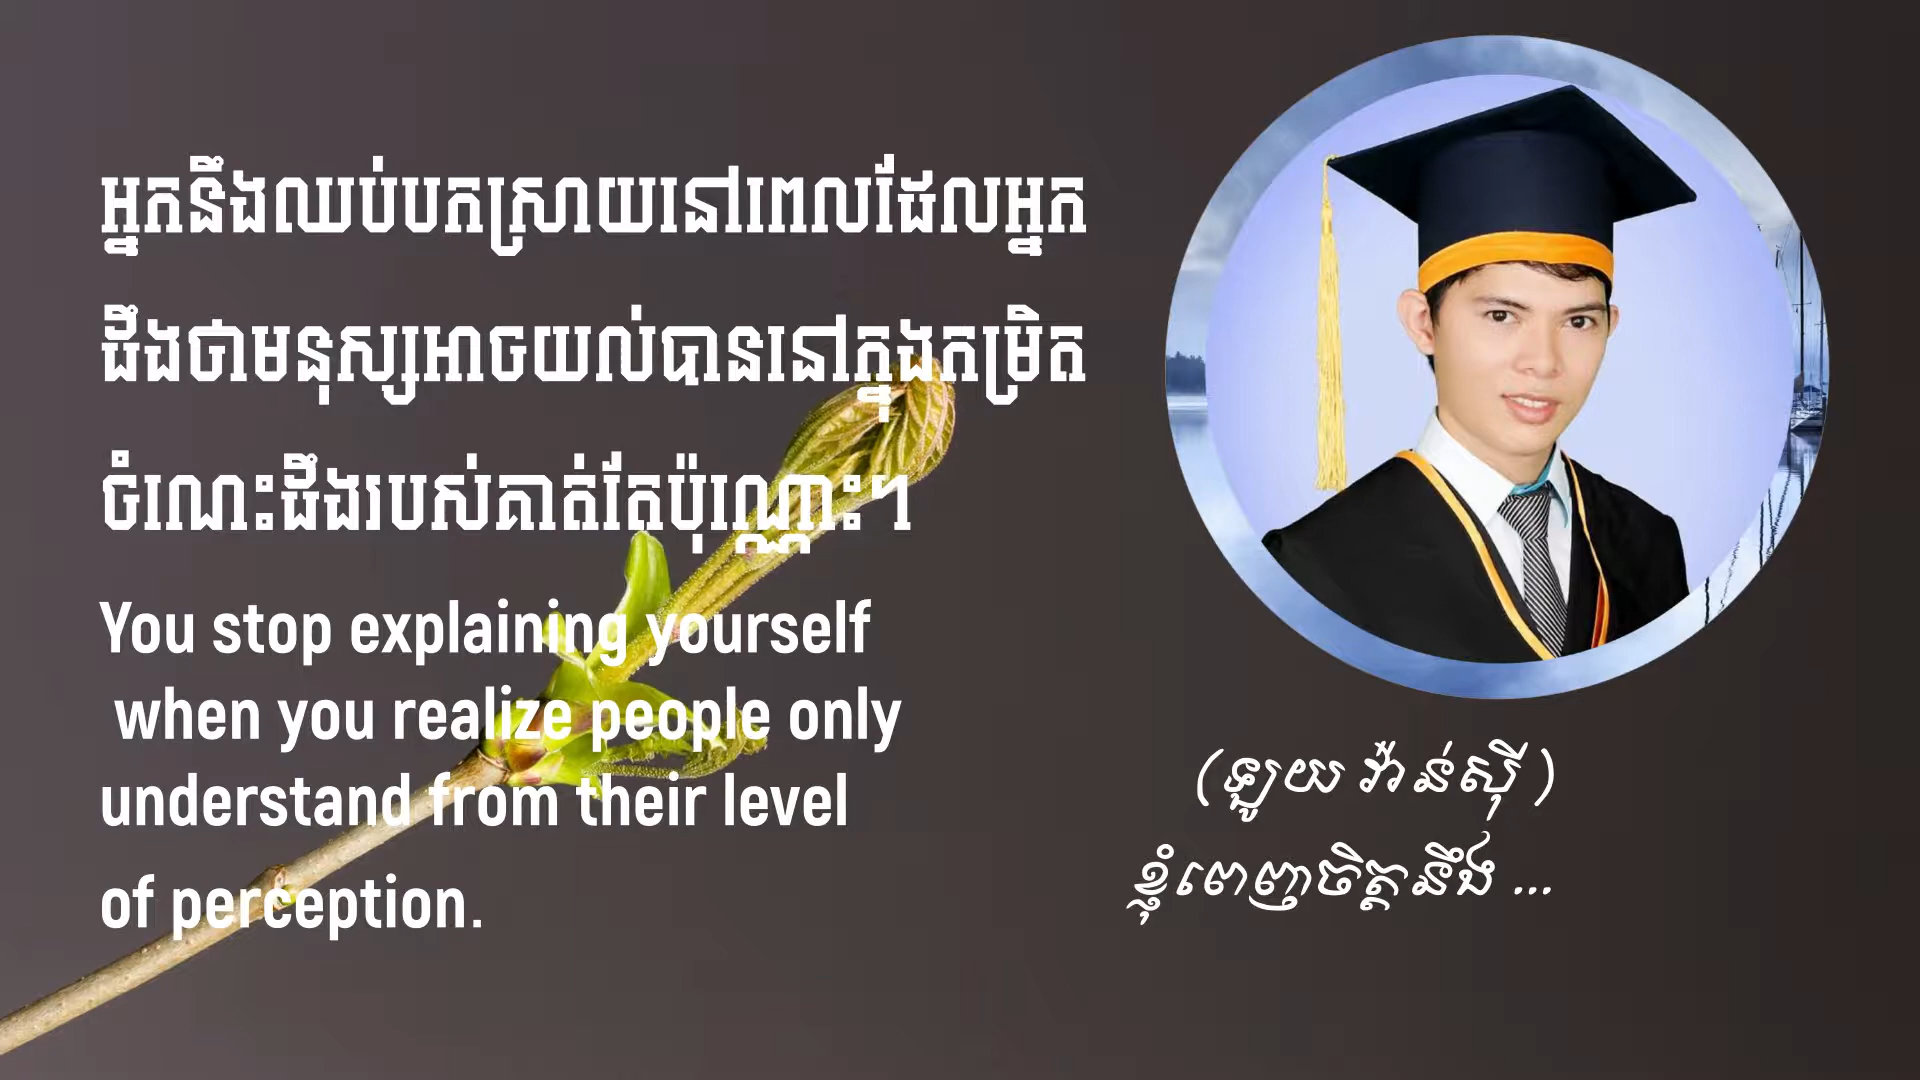 អ្នកនឹងឈប់បកស្រាយនៅពេលដែលអ្នក
ដឹងថាមនុស្សអាចយល់បាននៅក្នុងកម្រិត
ចំណេះដឹងរបស់គាត់តែប៉ុណ្ណោះ។
You stop explaining yourself
when you realize people only
understand from their level
of perception.
(ឡូយ វ៉ាន់ស៊ី )
ខ្ញុំពេញចិត្តនឹង ...